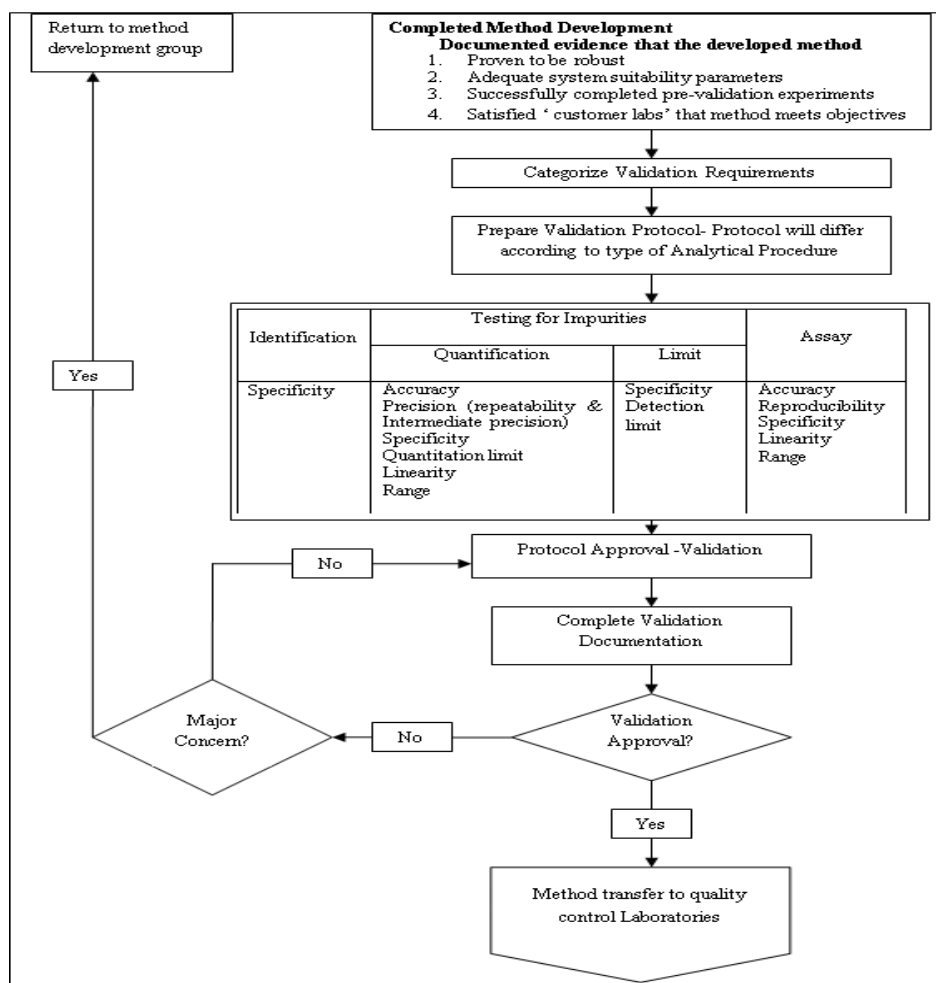 Return to method
development group
Completed Method Development
Documented evidence that the developed method
1. Proven to be robust
2. Adequate system suitability parameters
3. Successfully completed pre-validation experiments
4. Satisfied ‘ customer labs’ that method meets objectives
Categorize Validation Requirements
Prepare Validation Protocol- Protocol will differ
according to type of Analytical Procedure
Identification
Testing for Impurities
Assay
Quantification
Limit
Specificity
Accuracy
Precision (repeatability &
Intermediate precision)
Specificity
Quantitation limit
Linearity
Range
Specificity
Detection
limit
Accuracy
Reproducibility
Specificity
Linearity
Range
Yes
Protocol Approval -Validation
No
Complete Validation
Documentation
Major
Concern?
No
Validation
Approval?
Yes
Method transfer to quality
control Laboratories